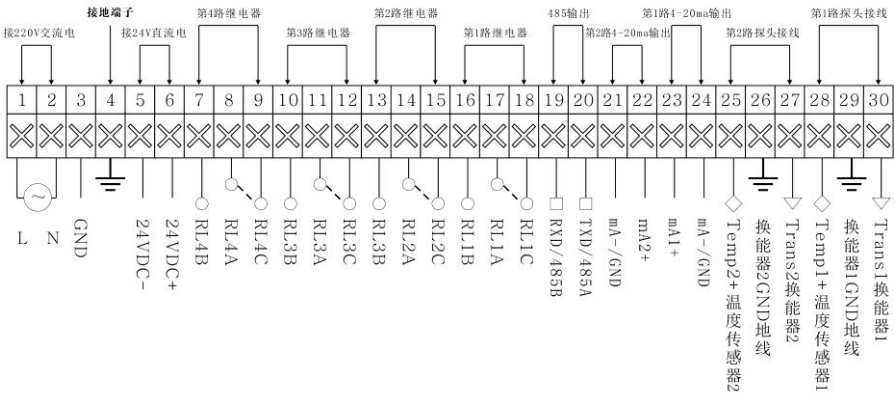 接地端子 第4路继电器 第2路继电器 485输出 第1路4-20ma输出 第1路探头接线
接220V交流电 接24V直流电 第3路继电器 第1路继电器 第2路4-20ma输出 第2路探头接线
1 2 3 4 5 6 7 8 9 10 11 12 13 14 15 16 17 18 19 20 21 22 23 24 25 26 27 28 29 30
~
L N
GND
24VDC-
24VDC+
RL4B
RL4A
RL4C
RL3B
RL3A
RL3C
RL3B
RL2A
RL2C
RL1B
RL1A
RL1C
RXD/485B
TXD/485A
mA-/GND
mA2+
mA1+
mA-/GND
Temp2+温度传感器2
换能器2GND地线
Trans2换能器2
Temp1+温度传感器1
换能器1GND地线
Trans1换能器1